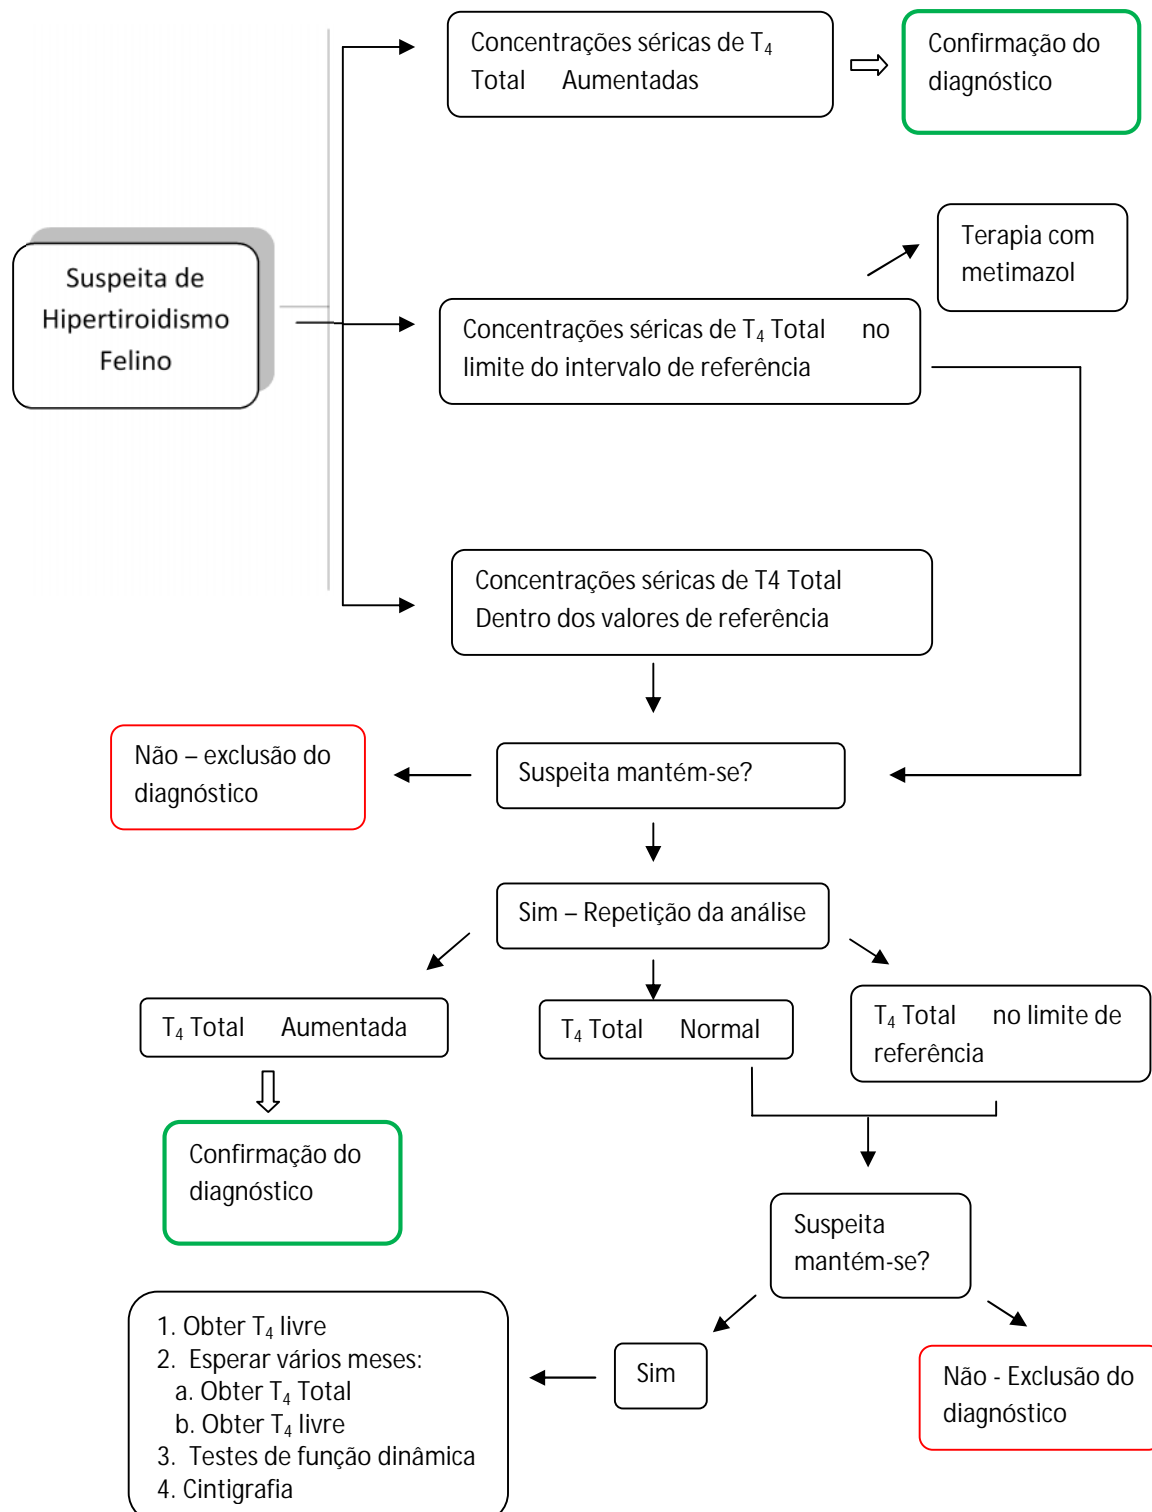 Concentrações séricas de T4
Total Aumentadas
Confirmação do
diagnóstico
Suspeita de
Hipertiroidismo
Felino
Terapia com
metimazol
Concentrações séricas de T4 Total no
limite do intervalo de referência
Concentrações séricas de T4 Total
Dentro dos valores de referência
Não – exclusão do
diagnóstico
Suspeita mantém-se?
Sim – Repetição da análise
T4 Total Aumentada
T4 Total Normal
T4 Total no limite de
referência
Confirmação do
diagnóstico
Suspeita
mantém-se?
1. Obter T4 livre
2. Esperar vários meses:
a. Obter T4 Total
b. Obter T4 livre
3. Testes de função dinâmica
4. Cintigrafia
Sim
Não - Exclusão do
diagnóstico